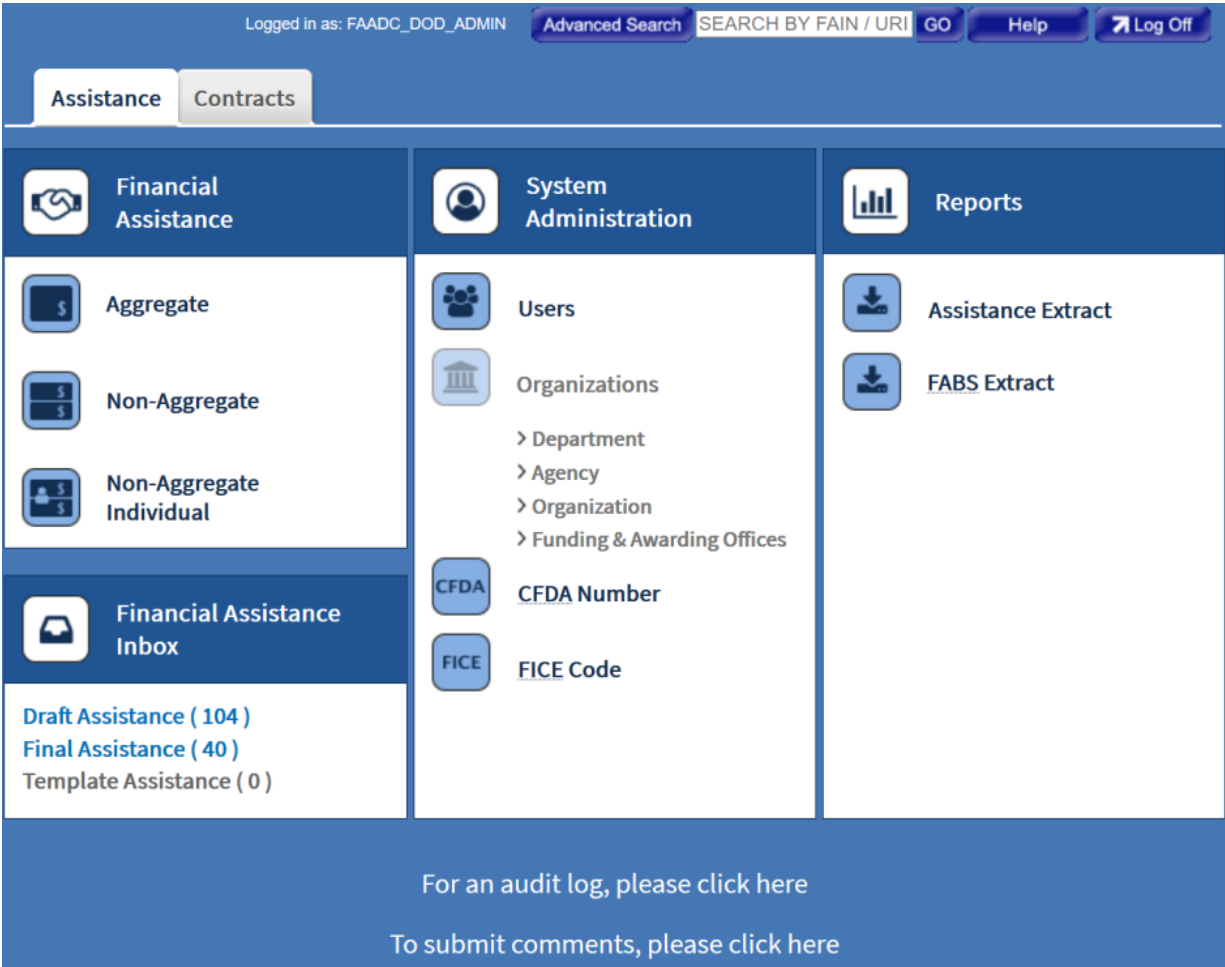 Logged in as: FAADC_DOD_ADMIN Advanced Search SEARCH BY FAIN / URI GO Help Log Off
Assistance Contracts
Financial
Assistance
Aggregate
Non-Aggregate
Non-Aggregate
Individual
Financial Assistance
Inbox
Draft Assistance ( 104 )
Final Assistance ( 40 )
Template Assistance ( 0 )
System
Administration
Users
Organizations
> Department
> Agency
> Organization
> Funding & Awarding Offices
CFDA CFDA Number
FICE FICE Code
Reports
Assistance Extract
FABS Extract
For an audit log, please click here
To submit comments, please click here